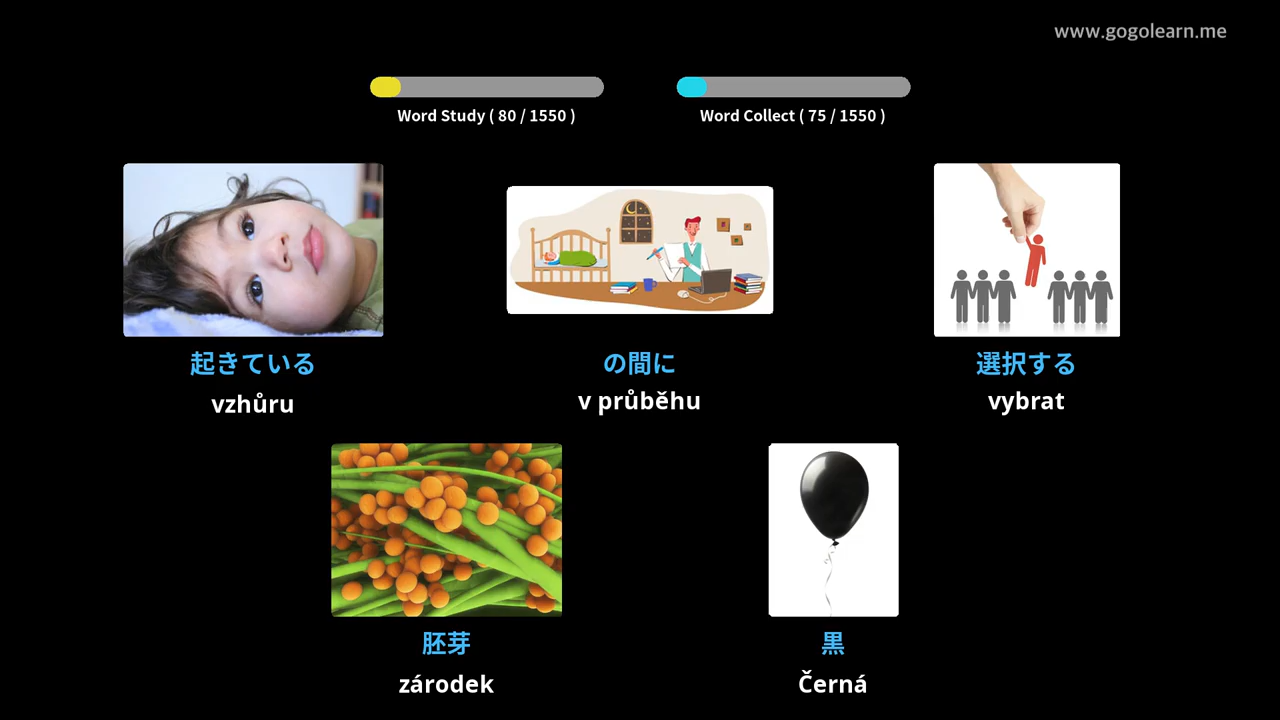 www.gogolearn.me
Word Study ( 80 / 1550 )
Word Collect ( 75 / 1550 )
起きている
vzhůru
の間に
v průběhu
選択する
vybrat
胚芽
zárodek
黒
Černá